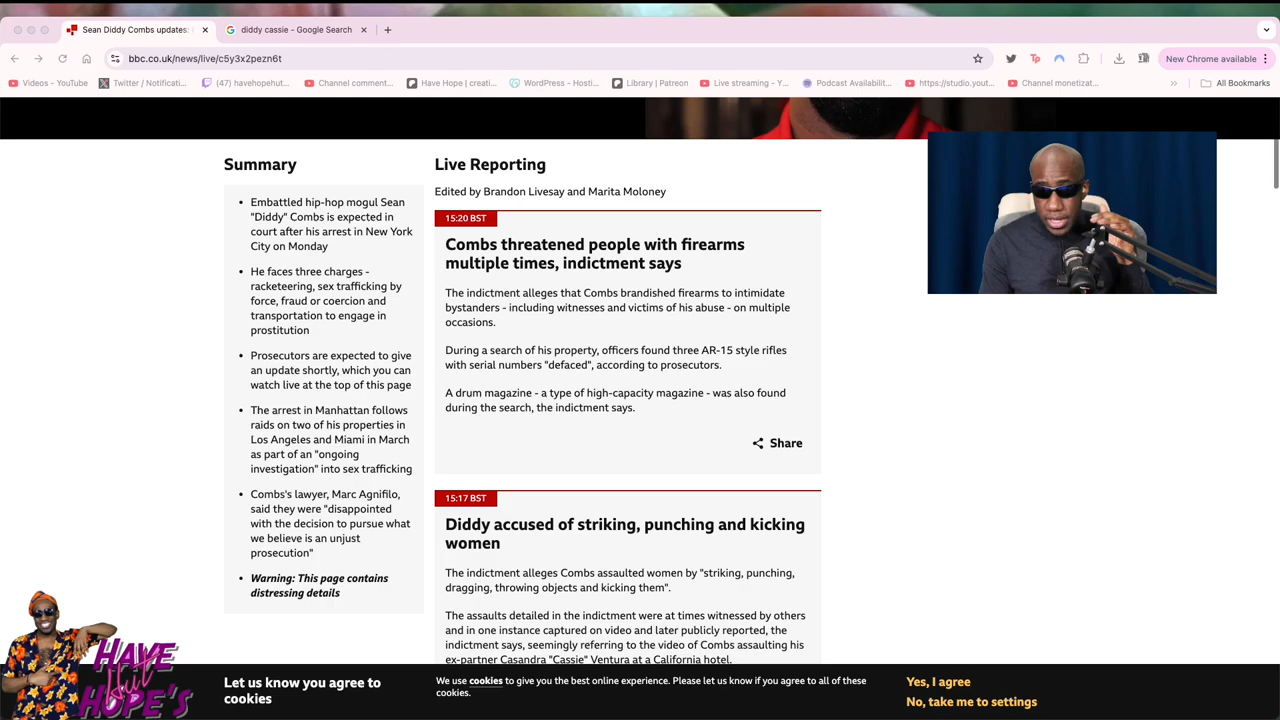 Sean Diddy Combs updates:
diddy cassie - Google Search
bbc.co.uk/news/live/c5y3x2pezn6t
New Chrome available
Videos - YouTube
Twitter / Notificati...
(47) havehopehut...
Channel comment...
Have Hope | creati...
WordPress - Hosti...
Library | Patreon
Live streaming - Y...
Podcast Availabilit...
https://studio.yout...
Channel monetizat...
All Bookmarks
Summary
Embattled hip-hop mogul Sean
"Diddy" Combs is expected in
court after his arrest in New York
City on Monday
He faces three charges -
racketeering, sex trafficking by
force, fraud or coercion and
transportation to engage in
prostitution
Prosecutors are expected to give
an update shortly, which you can
watch live at the top of this page
The arrest in Manhattan follows
raids on two of his properties in
Los Angeles and Miami in March
as part of an "ongoing
investigation" into sex trafficking
Combs's lawyer, Marc Agnifilo,
said they were "disappointed
with the decision to pursue what
we believe is an unjust
prosecution"
Warning: This page contains
distressing details
Live Reporting
Edited by Brandon Livesay and Marita Moloney
15:20 BST
Combs threatened people with firearms
multiple times, indictment says
The indictment alleges that Combs brandished firearms to intimidate
bystanders - including witnesses and victims of his abuse - on multiple
occasions.
During a search of his property, officers found three AR-15 style rifles
with serial numbers "defaced", according to prosecutors.
A drum magazine - a type of high-capacity magazine - was also found
during the search, the indictment says.
Share
15:17 BST
Diddy accused of striking, punching and kicking
women
The indictment alleges Combs assaulted women by "striking, punching,
dragging, throwing objects and kicking them".
The assaults detailed in the indictment were at times witnessed by others
and in one instance captured on video and later publicly reported, the
indictment says, seemingly referring to the video of Combs assaulting his
ex-partner Casandra "Cassie" Ventura at a California hotel.
HAVE
HOPE'S
Let us know you agree to
cookies
We use cookies to give you the best online experience. Please let us know if you agree to all of these
cookies.
Yes, I agree
No, take me to settings